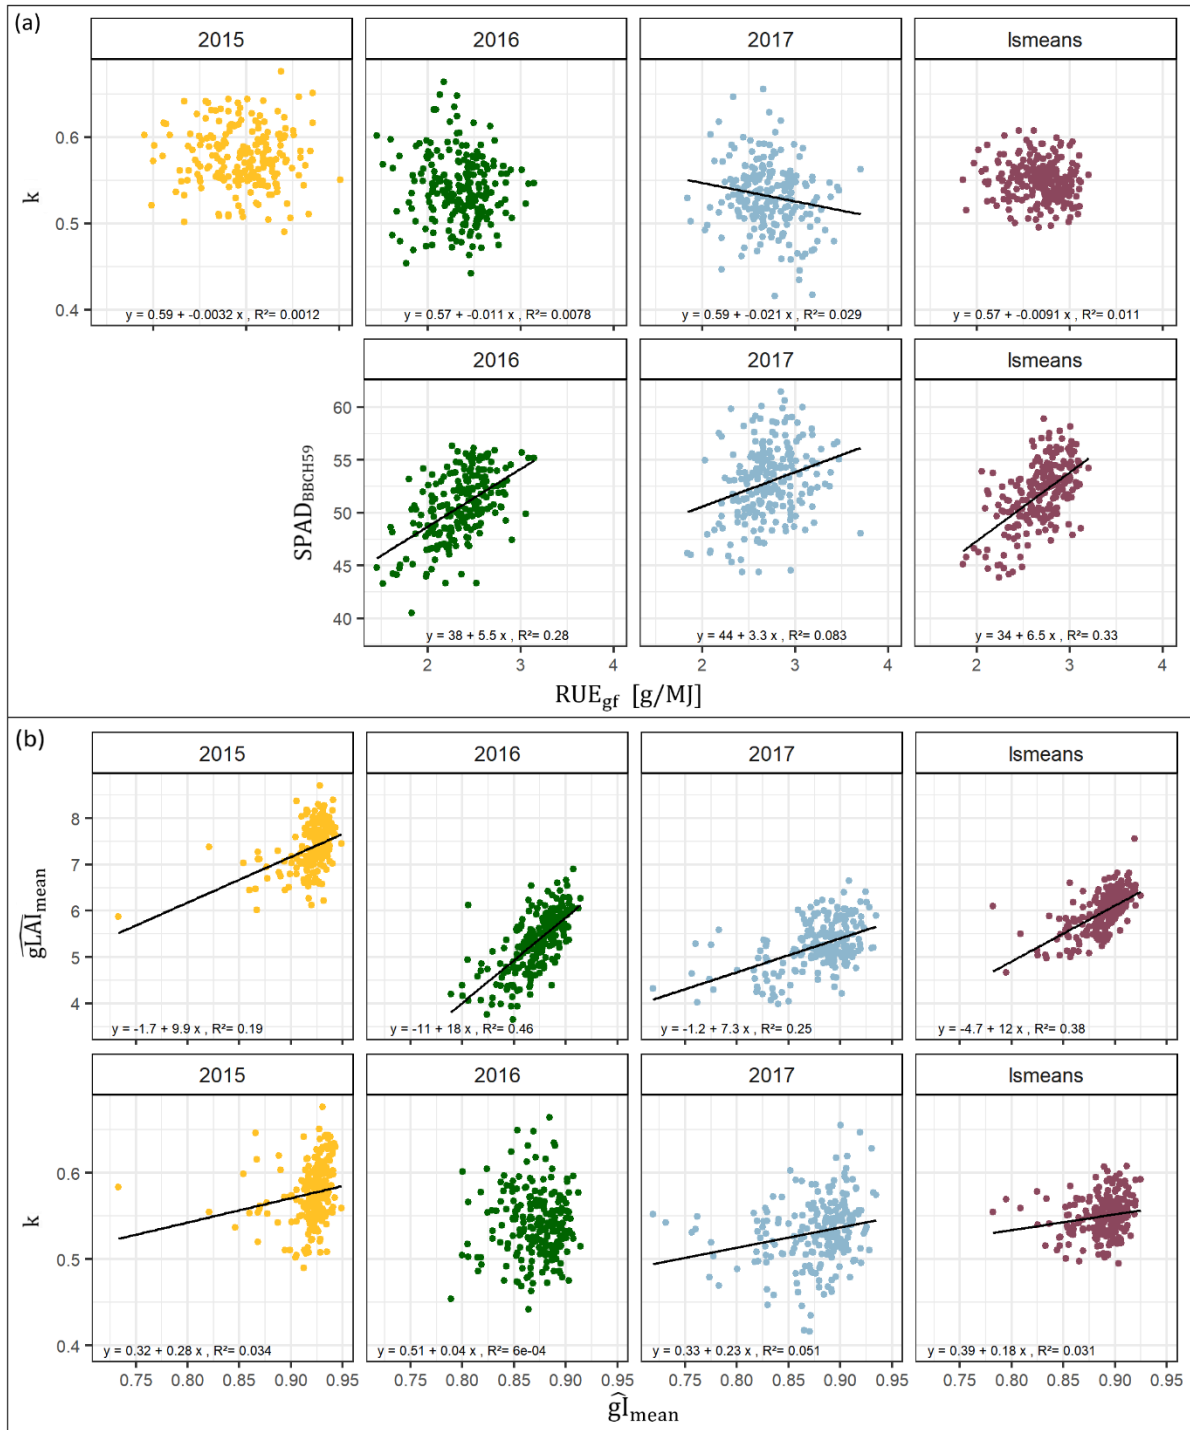 (a)
2015 2016 2017 lsmeans
k
0.6
0.5
0.4
y = 0.59 + -0.0032 x , R²= 0.0012
y = 0.57 + -0.011 x , R²= 0.0078
y = 0.59 + -0.021 x , R²= 0.029
y = 0.57 + -0.0091 x , R²= 0.011
2016 2017 lsmeans
SPAD_BBCH59
60
55
50
45
40
y = 38 + 5.5 x , R²= 0.28
y = 44 + 3.3 x , R²= 0.083
y = 34 + 6.5 x , R²= 0.33
2 3 4 2 3 4 2 3 4
RUE_gf [g/MJ]
(b)
2015 2016 2017 lsmeans
gLAI_mean
8
7
6
5
4
y = -1.7 + 9.9 x , R²= 0.19
y = -11 + 18 x , R²= 0.46
y = -1.2 + 7.3 x , R²= 0.25
y = -4.7 + 12 x , R²= 0.38
2015 2016 2017 lsmeans
k
0.6
0.5
0.4
y = 0.32 + 0.28 x , R²= 0.034
y = 0.51 + 0.04 x , R²= 6e-04
y = 0.33 + 0.23 x , R²= 0.051
y = 0.39 + 0.18 x , R²= 0.031
0.75 0.80 0.85 0.90 0.95 0.75 0.80 0.85 0.90 0.95 0.75 0.80 0.85 0.90 0.95 0.75 0.80 0.85 0.90 0.95
gI_mean